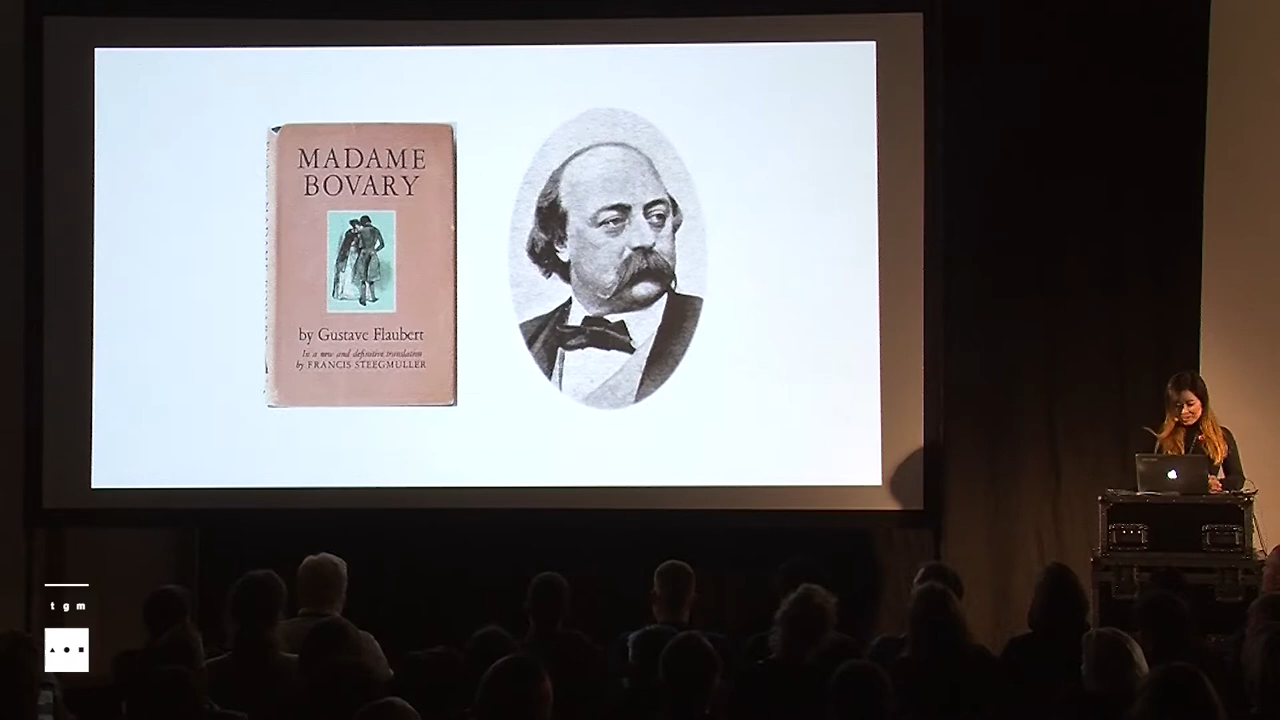 MADAME
BOVARY
by Gustave Flaubert
In a new and definitive translation
by FRANCIS STEEGMULLER
tgm